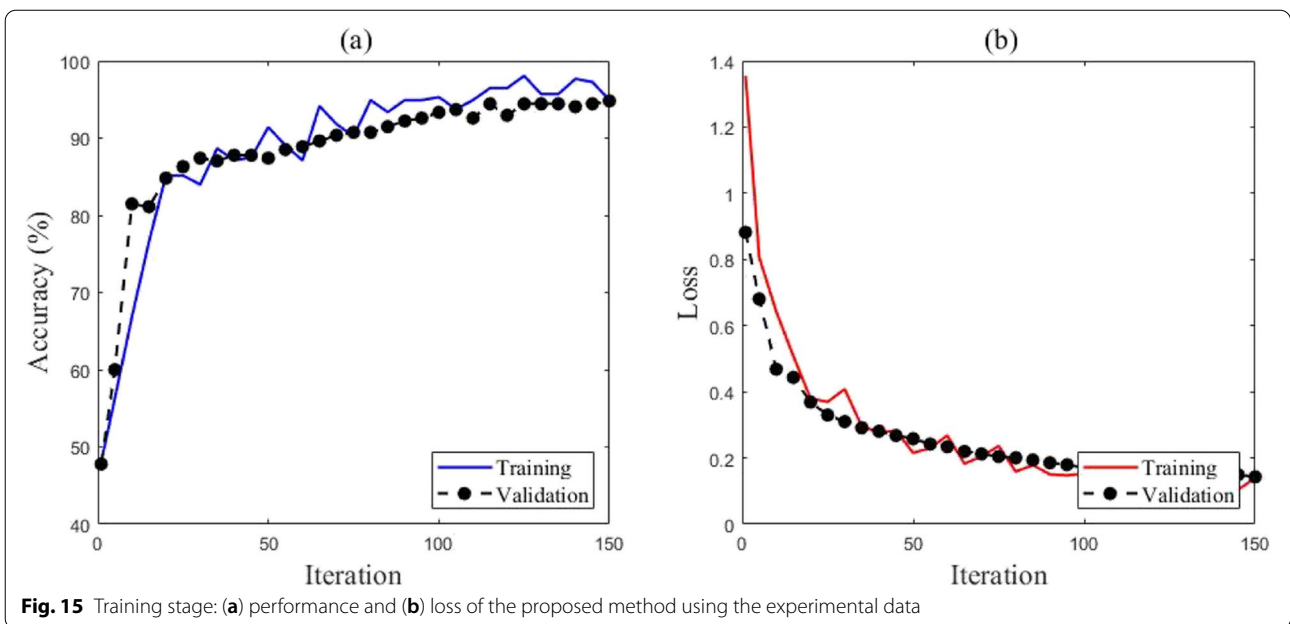 (a)
100
90
80
70
60
50
40
Accuracy (%)
0
50
100
150
Iteration
Training
Validation
(b)
1.4
1.2
1
0.8
0.6
0.4
0.2
0
Loss
0
50
100
150
Iteration
Training
Validation
Fig. 15 Training stage: (a) performance and (b) loss of the proposed method using the experimental data